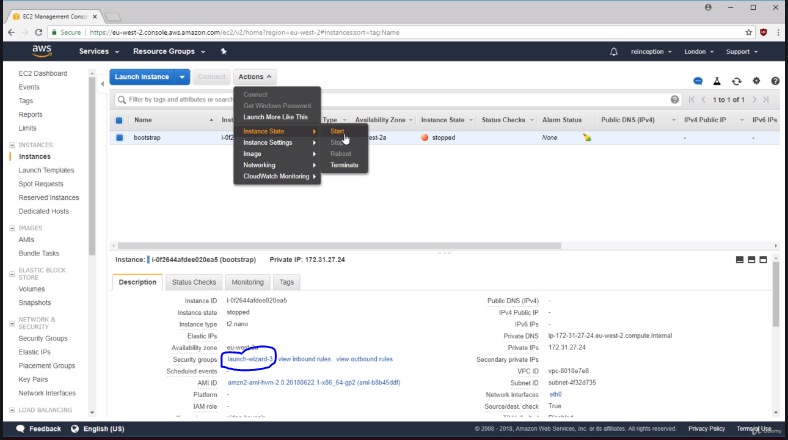 EC2 Management Consol
Secure https://eu-west-2.console.aws.amazon.com/ec2/v2/home?region=eu-west-2#Instances:sort=tag:Name
aws Services Resource Groups reinception London Support
EC2 Dashboard
Events
Tags
Reports
Limits
INSTANCES
Instances
Launch Templates
Spot Requests
Reserved Instances
Dedicated Hosts
IMAGES
AMIs
Bundle Tasks
ELASTIC BLOCK
STORE
Volumes
Snapshots
NETWORK &
SECURITY
Security Groups
Elastic IPs
Placement Groups
Key Pairs
Network Interfaces
LOAD BALANCING
Launch Instance Connect Actions
Filter by tags and attributes or search 1 to 1 of 1
Connect
Get Windows Password
Launch More Like This
Instance State
Instance Settings
Image
Networking
CloudWatch Monitoring
Start
Stop
Reboot
Terminate
Name Inst Type Availability Zone Instance State Status Checks Alarm Status Public DNS (IPv4) IPv4 Public IP IPv6 IPs
bootstrap i-0f2 west-2a stopped None - -
Instance: i-0f2644afdee020ea5 (bootstrap) Private IP: 172.31.27.24
Description Status Checks Monitoring Tags
Instance ID i-0f2644afdee020ea5 Public DNS (IPv4) -
Instance state stopped IPv4 Public IP -
Instance type t2.nano IPv6 IPs -
Elastic IPs Private DNS ip-172-31-27-24.eu-west-2.compute.internal
Availability zone eu-west-2a Private IPs 172.31.27.24
Security groups launch-wizard-3. view inbound rules. view outbound rules Secondary private IPs
Scheduled events - VPC ID vpc-8018e7e8
AMI ID amzn2-ami-hvm-2.0.20180622.1-x86_64-gp2 (ami-b8b45ddf) Subnet ID subnet-4f32d735
Platform - Network interfaces eth0
IAM role - Source/dest. check True
Feedback English (US) © 2008 - 2018, Amazon Web Services, Inc. or its affiliates. All rights reserved. Privacy Policy Terms of Use